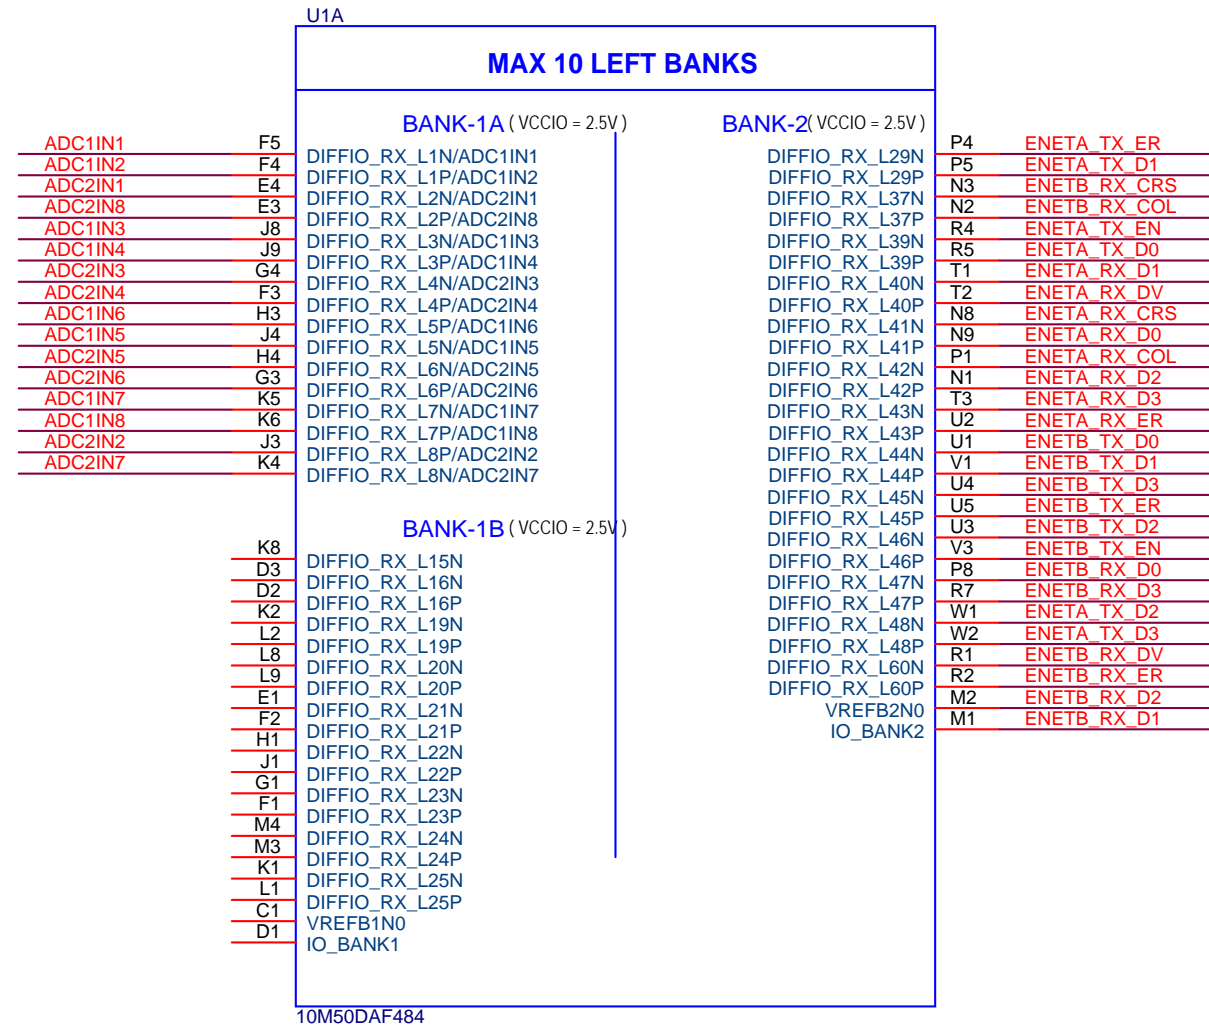 U1A
MAX 10 LEFT BANKS
BANK-1A ( VCCIO = 2.5V )
ADC1IN1 F5 DIFFIO_RX_L1N/ADC1IN1
ADC1IN2 F4 DIFFIO_RX_L1P/ADC1IN2
ADC2IN1 E4 DIFFIO_RX_L2N/ADC2IN1
ADC2IN8 E3 DIFFIO_RX_L2P/ADC2IN8
ADC1IN3 J8 DIFFIO_RX_L3N/ADC1IN3
ADC1IN4 J9 DIFFIO_RX_L3P/ADC1IN4
ADC2IN3 G4 DIFFIO_RX_L4N/ADC2IN3
ADC2IN4 F3 DIFFIO_RX_L4P/ADC2IN4
ADC1IN6 H3 DIFFIO_RX_L5P/ADC1IN6
ADC1IN5 J4 DIFFIO_RX_L5N/ADC1IN5
ADC2IN5 H4 DIFFIO_RX_L6N/ADC2IN5
ADC2IN6 G3 DIFFIO_RX_L6P/ADC2IN6
ADC1IN7 K5 DIFFIO_RX_L7N/ADC1IN7
ADC1IN8 K6 DIFFIO_RX_L7P/ADC1IN8
ADC2IN2 J3 DIFFIO_RX_L8P/ADC2IN2
ADC2IN7 K4 DIFFIO_RX_L8N/ADC2IN7
BANK-1B ( VCCIO = 2.5V )
K8 DIFFIO_RX_L15N
D3 DIFFIO_RX_L16N
D2 DIFFIO_RX_L16P
K2 DIFFIO_RX_L19N
L2 DIFFIO_RX_L19P
L8 DIFFIO_RX_L20N
L9 DIFFIO_RX_L20P
E1 DIFFIO_RX_L21N
F2 DIFFIO_RX_L21P
H1 DIFFIO_RX_L22N
J1 DIFFIO_RX_L22P
G1 DIFFIO_RX_L23N
F1 DIFFIO_RX_L23P
M4 DIFFIO_RX_L24N
M3 DIFFIO_RX_L24P
K1 DIFFIO_RX_L25N
L1 DIFFIO_RX_L25P
C1 VREFB1N0
D1 IO_BANK1
BANK-2 ( VCCIO = 2.5V )
DIFFIO_RX_L29N P4 ENETA_TX_ER
DIFFIO_RX_L29P P5 ENETA_TX_D1
DIFFIO_RX_L37N N3 ENETB_RX_CRS
DIFFIO_RX_L37P N2 ENETB_RX_COL
DIFFIO_RX_L39N R4 ENETA_TX_EN
DIFFIO_RX_L39P R5 ENETA_TX_D0
DIFFIO_RX_L40N T1 ENETA_RX_D1
DIFFIO_RX_L40P T2 ENETA_RX_DV
DIFFIO_RX_L41N N8 ENETA_RX_CRS
DIFFIO_RX_L41P N9 ENETA_RX_D0
DIFFIO_RX_L42N P1 ENETA_RX_COL
DIFFIO_RX_L42P N1 ENETA_RX_D2
DIFFIO_RX_L43N T3 ENETA_RX_D3
DIFFIO_RX_L43P U2 ENETA_RX_ER
DIFFIO_RX_L44N U1 ENETB_TX_D0
DIFFIO_RX_L44P V1 ENETB_TX_D1
DIFFIO_RX_L45N U4 ENETB_TX_D3
DIFFIO_RX_L45P U5 ENETB_TX_ER
DIFFIO_RX_L46N U3 ENETB_TX_D2
DIFFIO_RX_L46P V3 ENETB_TX_EN
DIFFIO_RX_L47N P8 ENETB_RX_D0
DIFFIO_RX_L47P R7 ENETB_RX_D3
DIFFIO_RX_L48N W1 ENETA_TX_D2
DIFFIO_RX_L48P W2 ENETA_TX_D3
DIFFIO_RX_L60N R1 ENETB_RX_DV
DIFFIO_RX_L60P R2 ENETB_RX_ER
VREFB2N0 M2 ENETB_RX_D2
IO_BANK2 M1 ENETB_RX_D1
10M50DAF484